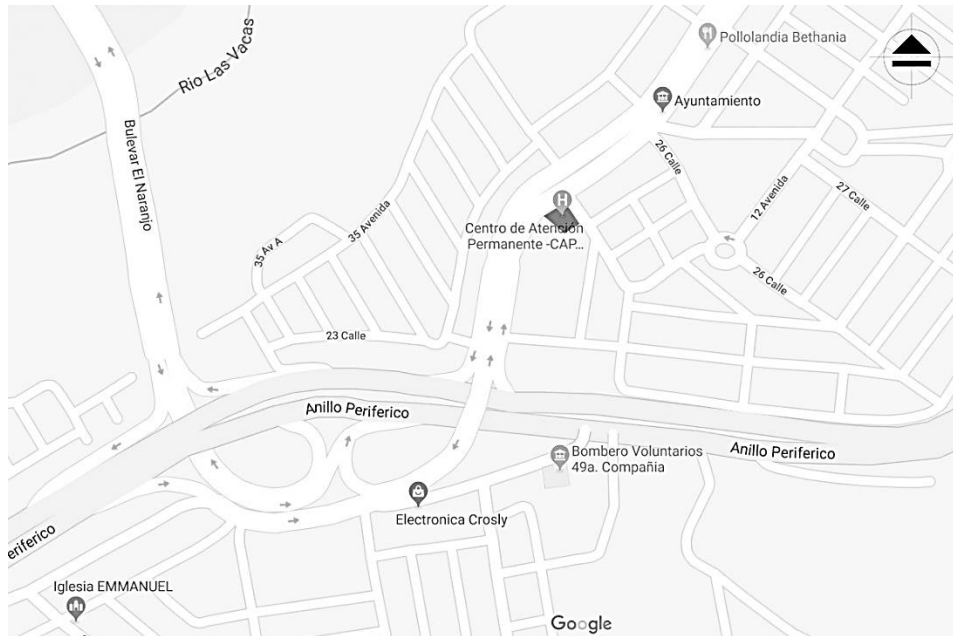 Pollolandia Bethania
Rio Las Vacas
Ayuntamiento
Bulevar El Naranjo
26 Calle
27 Calle
12 Avenida
H
Centro de Atención
Permanente -CAP...
35 Avenida
35 Av A
26 Calle
23 Calle
Anillo Periferico
Anillo Periferico
Bombero Voluntarios
49a. Compañia
Electronica Crosly
Periferico
Iglesia EMMANUEL
Google